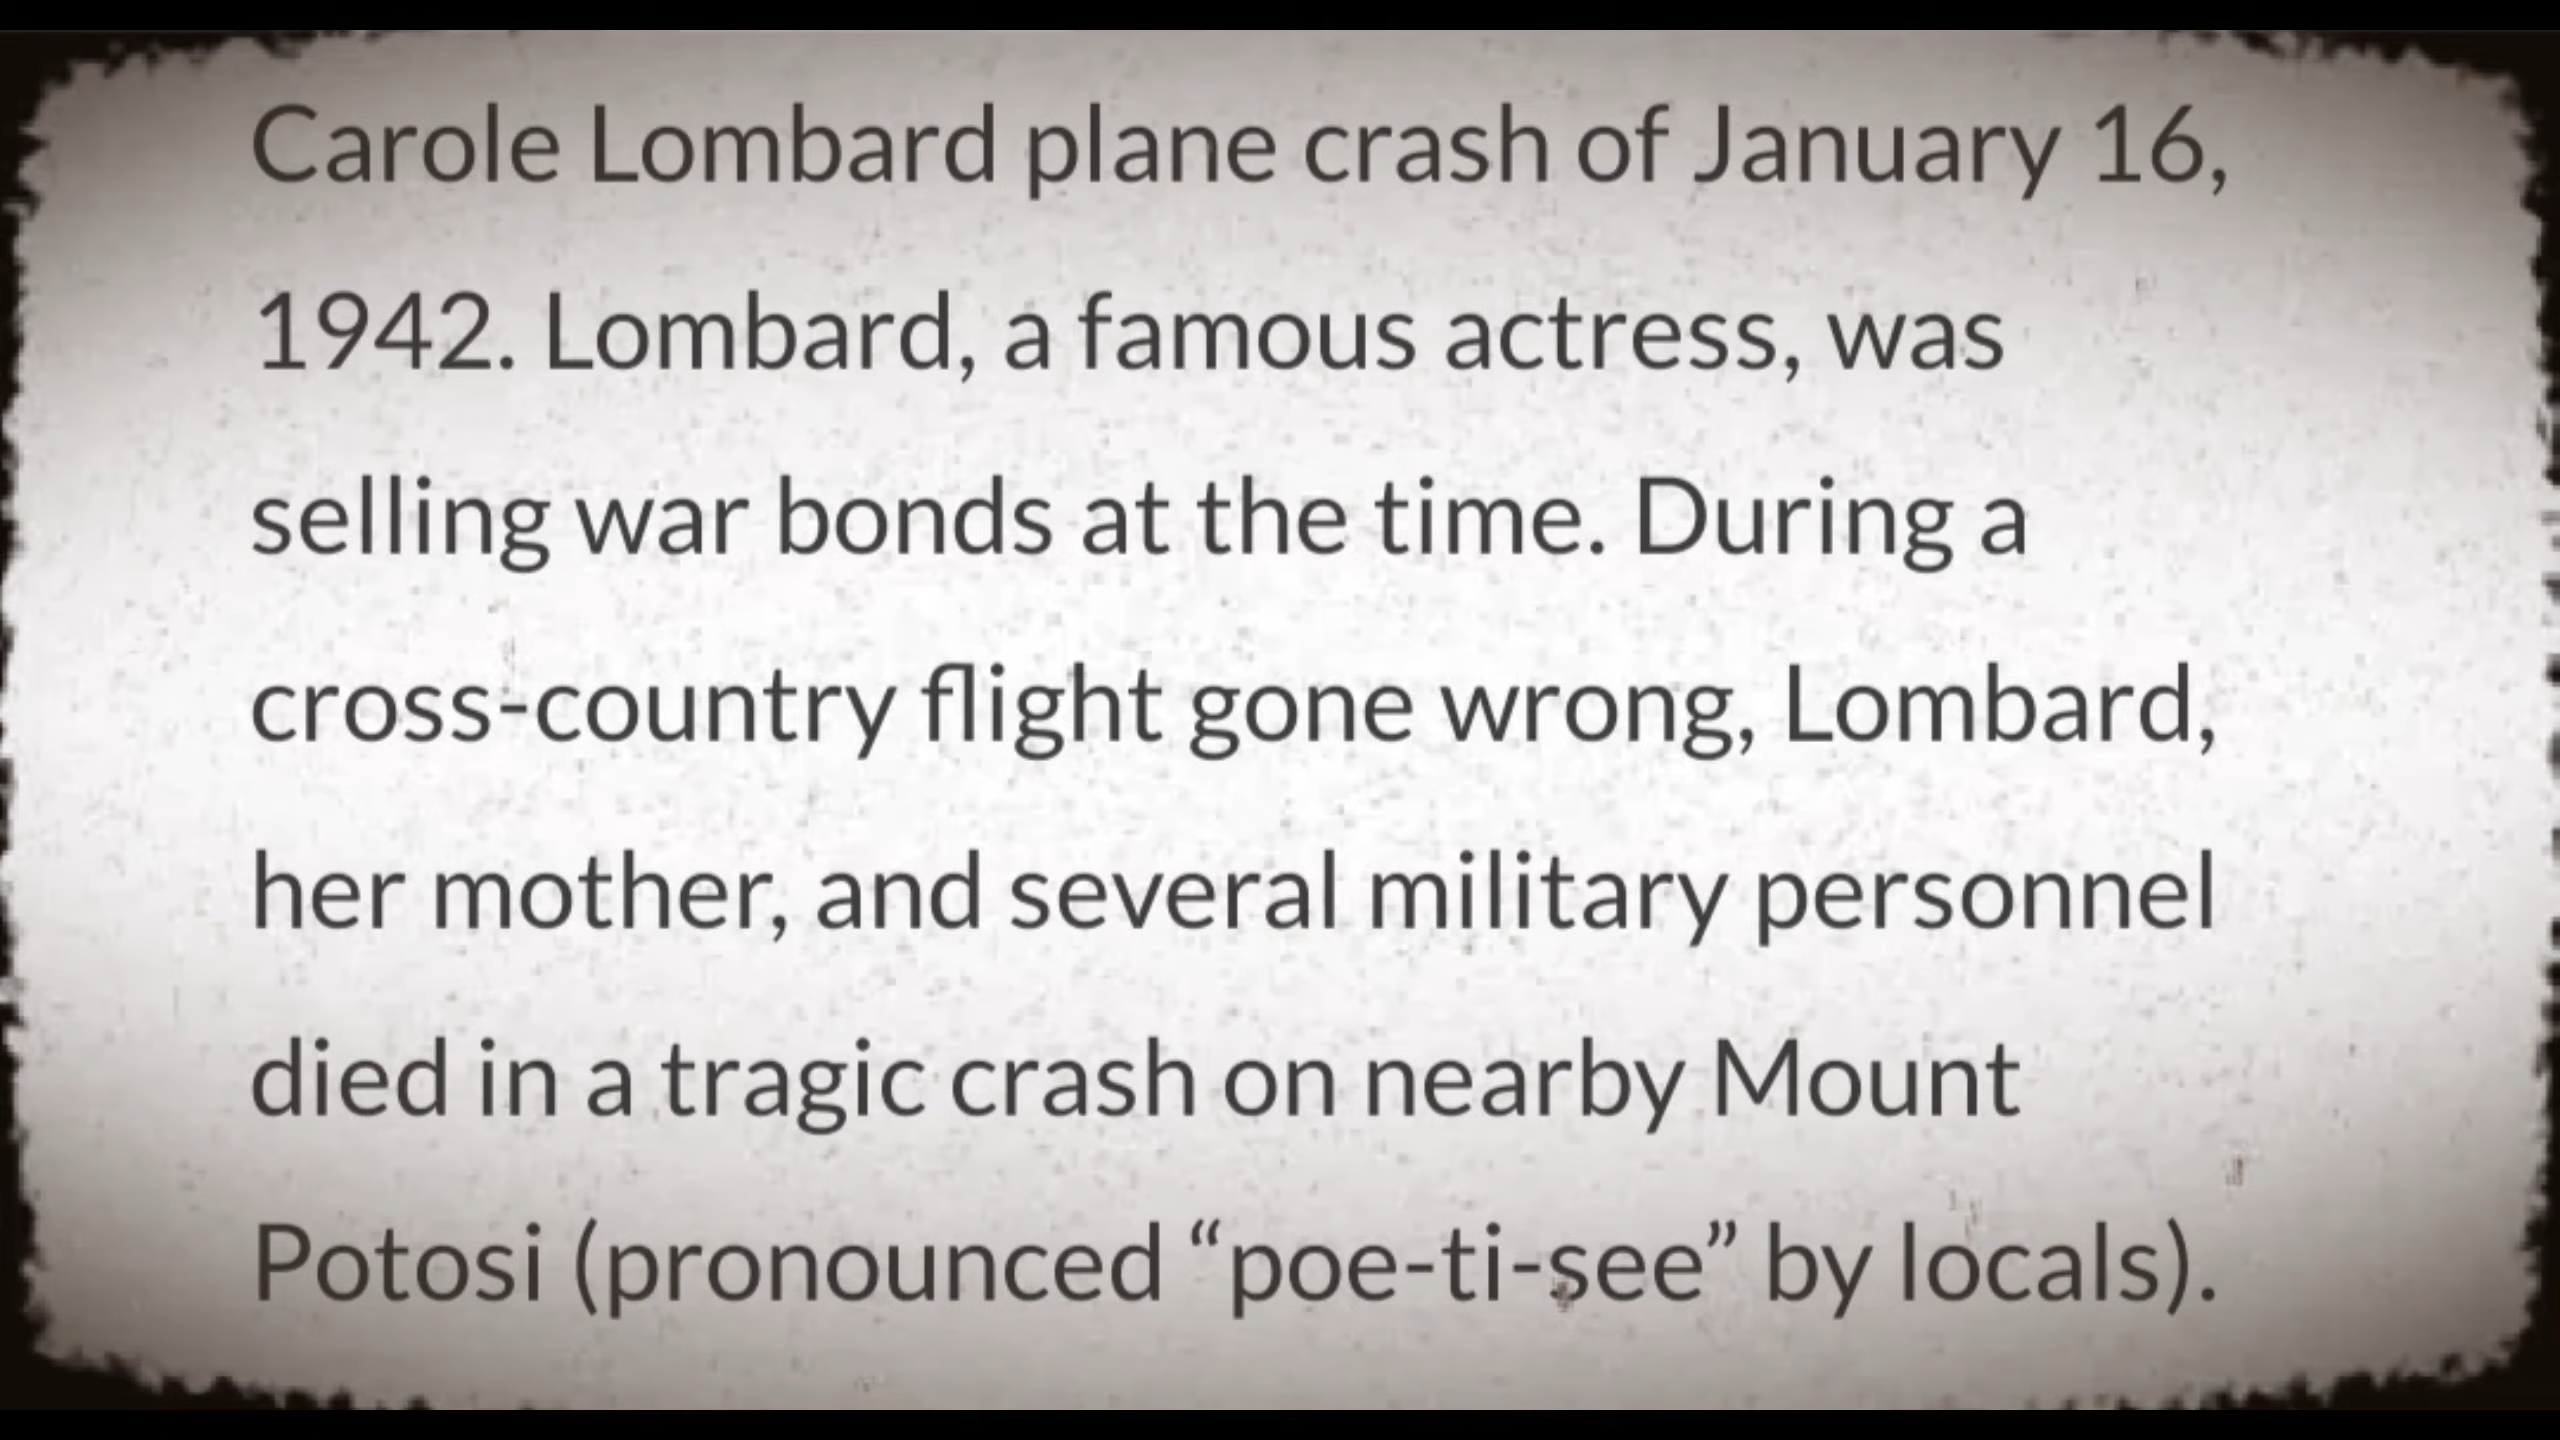 Carole Lombard plane crash of January 16,
1942. Lombard, a famous actress, was
selling war bonds at the time. During a
cross-country flight gone wrong, Lombard,
her mother, and several military personnel
died in a tragic crash on nearby Mount
Potosi (pronounced “poe-ti-see” by locals).